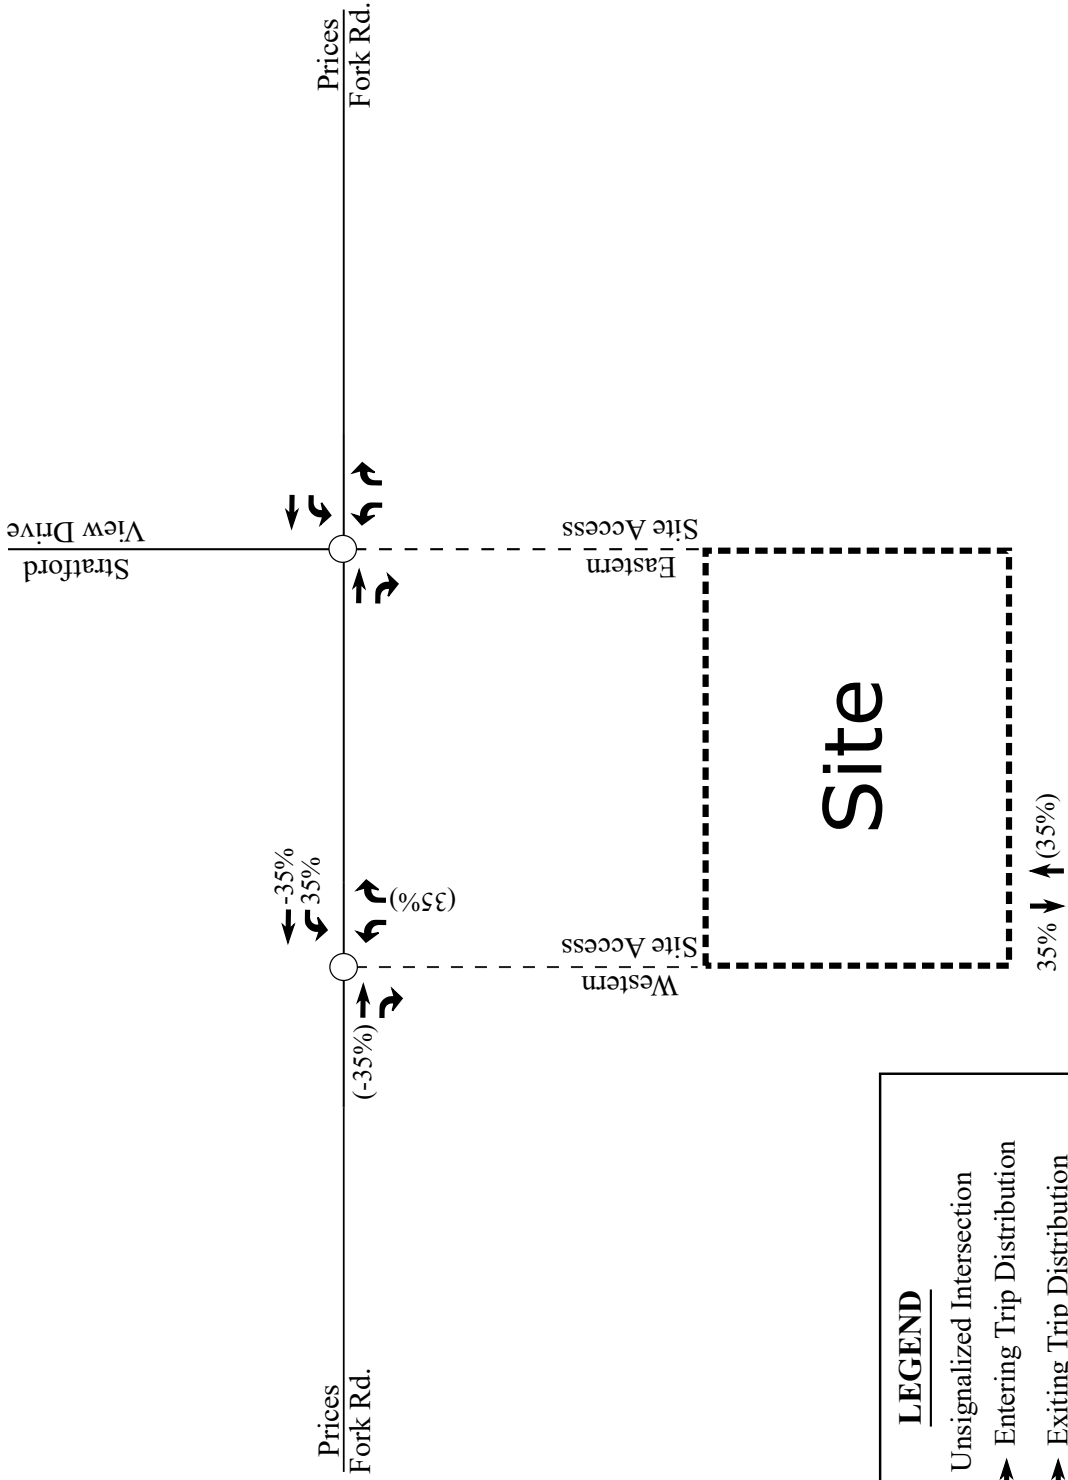 Prices
Fork Rd.
Stratford
View Drive
Prices
Fork Rd.
-35%
35%
(35%)
(-35%)
Western
Site Access
Eastern
Site Access
Site
35%
(35%)
LEGEND
Unsignalized Intersection
Entering Trip Distribution
Exiting Trip Distribution